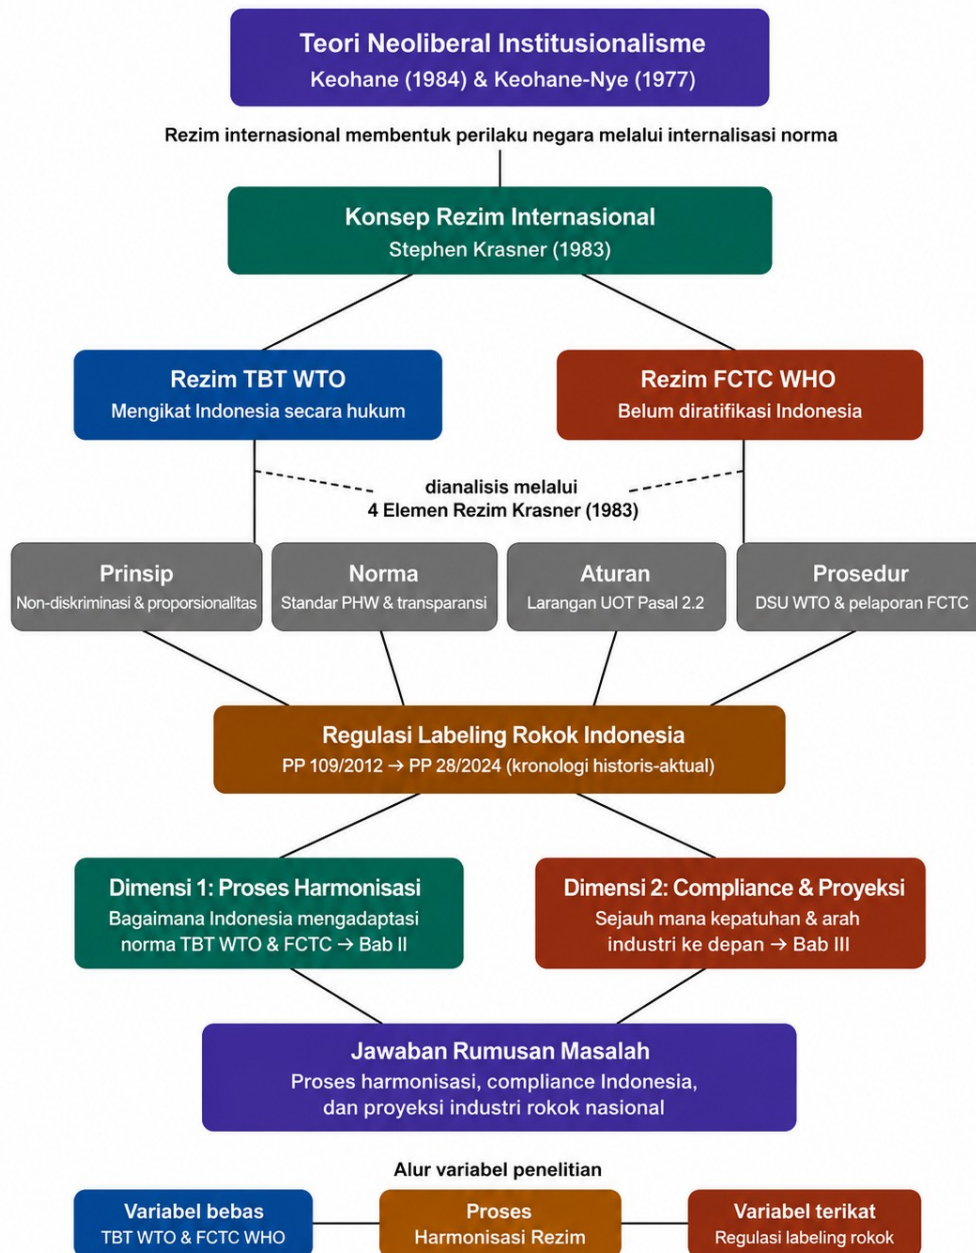 Teori Neoliberal Institusionalisme
Keohane (1984) & Keohane-Nye (1977)
Rezim internasional membentuk perilaku negara melalui internalisasi norma
Konsep Rezim Internasional
Stephen Krasner (1983)
Rezim TBT WTO
Mengikat Indonesia secara hukum
Rezim FCTC WHO
Belum diratifikasi Indonesia
dianalisis melalui
4 Elemen Rezim Krasner (1983)
Prinsip
Non-diskriminasi & proporsionalitas
Norma
Standar PHW & transparansi
Aturan
Larangan UOT Pasal 2.2
Prosedur
DSU WTO & pelaporan FCTC
Regulasi Labeling Rokok Indonesia
PP 109/2012 → PP 28/2024 (kronologi historis-aktual)
Dimensi 1: Proses Harmonisasi
Bagaimana Indonesia mengadaptasi
norma TBT WTO & FCTC → Bab II
Dimensi 2: Compliance & Proyeksi
Sejauh mana kepatuhan & arah
industri ke depan → Bab III
Jawaban Rumusan Masalah
Proses harmonisasi, compliance Indonesia,
dan proyeksi industri rokok nasional
Alur variabel penelitian
Variabel bebas
TBT WTO & FCTC WHO
Proses
Harmonisasi Rezim
Variabel terikat
Regulasi labeling rokok